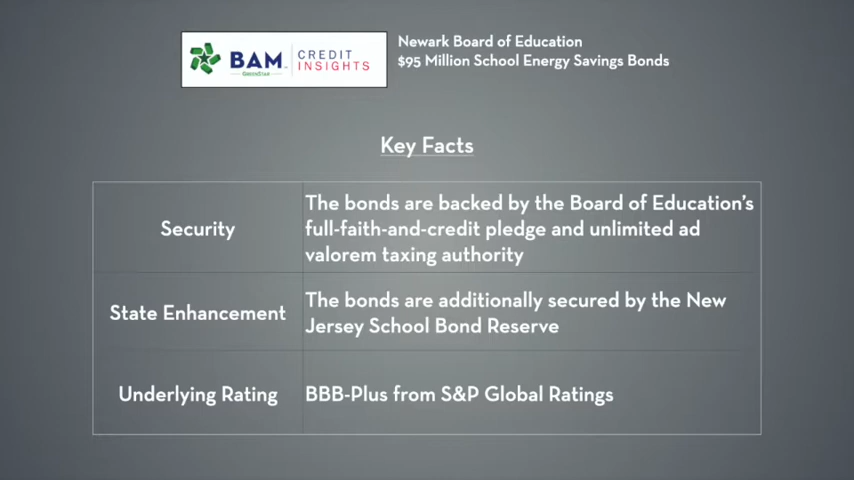 BAM
GREENSTAR
CREDIT
INSIGHTS
Newark Board of Education
$95 Million School Energy Savings Bonds
Key Facts
Security
The bonds are backed by the Board of Education's
full-faith-and-credit pledge and unlimited ad
valorem taxing authority
State Enhancement
The bonds are additionally secured by the New
Jersey School Bond Reserve
Underlying Rating
BBB-Plus from S&P Global Ratings